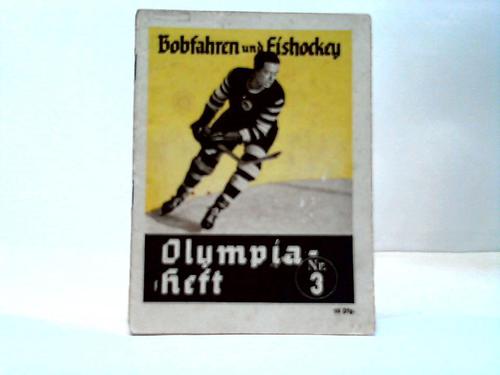 Bobfahren und Eishockey
Olympia-
Heft
Nr.
3